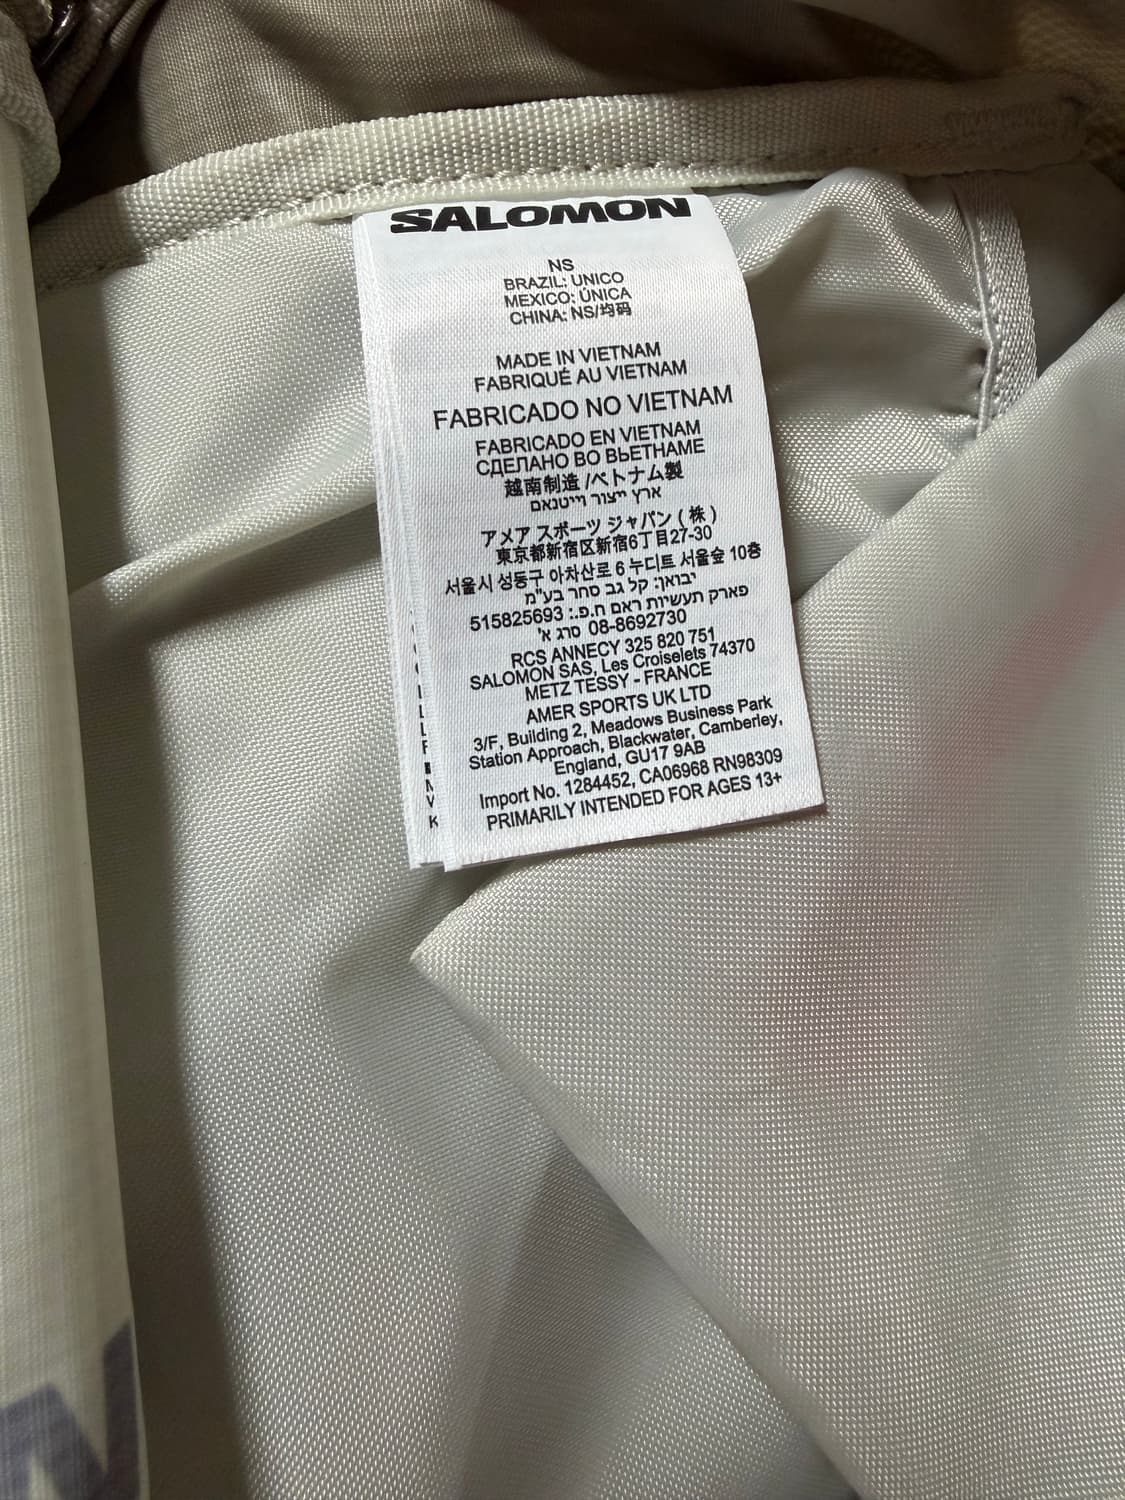 SALOMON
NS
BRAZIL: ÚNICO
MEXICO: ÚNICA
CHINA: NS/均码
MADE IN VIETNAM
FABRIQUÉ AU VIETNAM
FABRICADO NO VIETNAM
FABRICADO EN VIETNAM
СДЕЛАНО ВО ВЬЕТНАМЕ
越南制造 /ベトナム製
ארץ ייצור וייטנאם
アメア スポーツ ジャパン ( 株 )
東京都新宿区新宿6丁目27-30
서울시 성동구 아차산로 6 누디트 서울숲 10층
יבואן: קל גב סחר בע"מ
פארק תעשיות ראם ח.פ.: 515825693
08-8692730 סרג א'
RCS ANNECY 325 820 751
SALOMON SAS, Les Croiselets 74370
METZ TESSY - FRANCE
AMER SPORTS UK LTD
3/F, Building 2, Meadows Business Park
Station Approach, Blackwater, Camberley,
England, GU17 9AB
Import No. 1284452, CA06968 RN98309
PRIMARILY INTENDED FOR AGES 13+